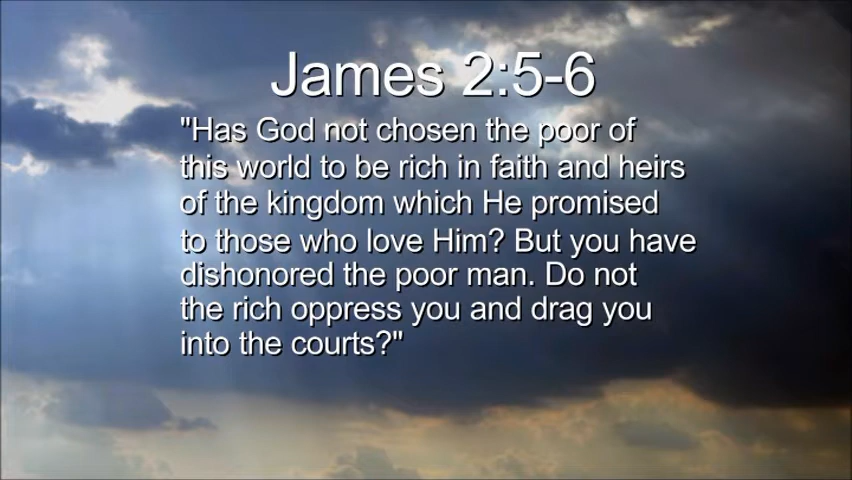 James 2:5-6
"Has God not chosen the poor of
this world to be rich in faith and heirs
of the kingdom which He promised
to those who love Him? But you have
dishonored the poor man. Do not
the rich oppress you and drag you
into the courts?"